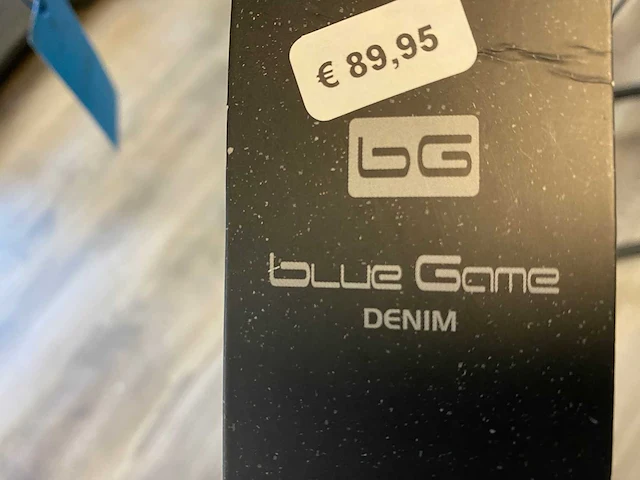 € 89,95
bG
blue Game
DENIM